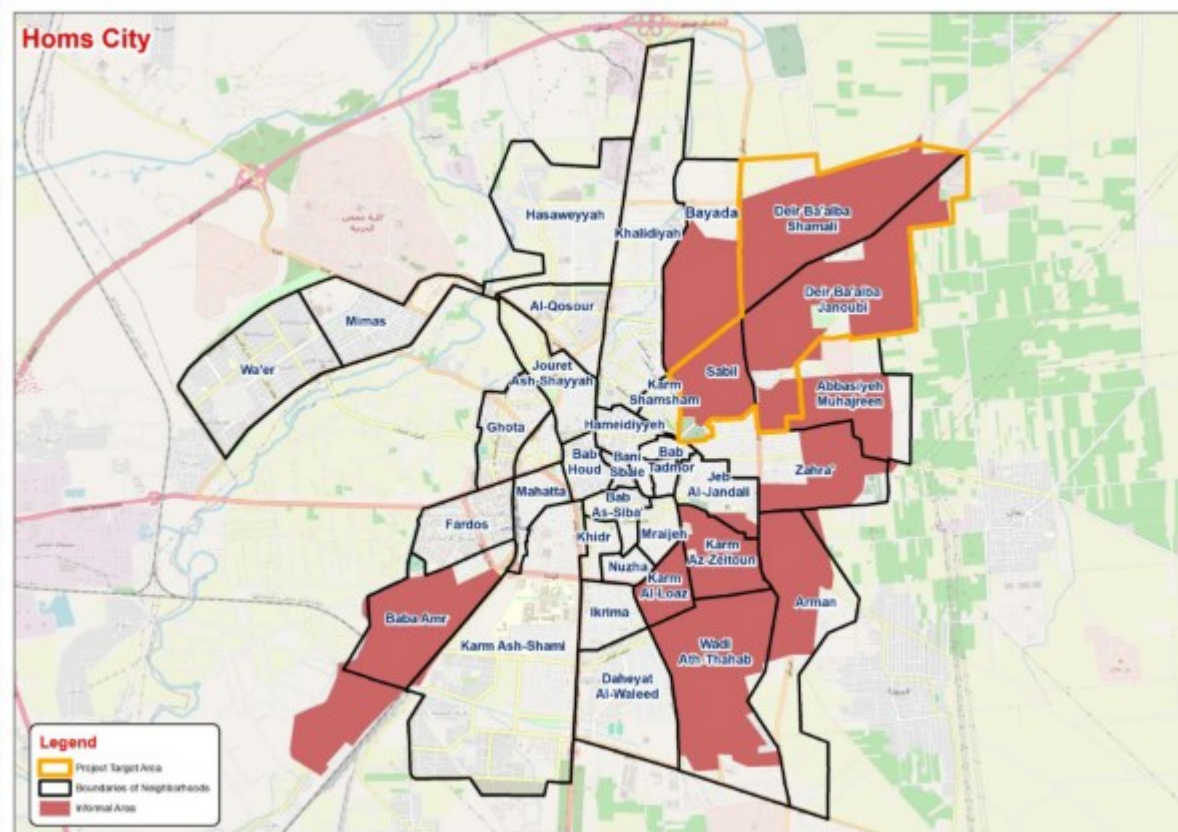 Homs City
Hasaweyyah
Khalidiyah
Bayada
Deir Ba'alba
Shamali
Deir Ba'alba
Janoubi
Al-Qosour
Mimas
Wa'er
Jouret
Ash-Shayyah
Karm
Shamsham
Sabil
Abbasiyeh
Muhajreen
Ghota
Hameidiyyeh
Bab
Houd
Bani
Sbaie
Bab
Tadmor
Zahra'
Jeb
Al-Jandali
Mahatta
Bab
As-Siba'
Fardos
Khidr
Mraijeh
Karm
Az-Zeitoun
Nuzha
Karm
Al-Loaz
Ikrima
Arman
Baba Amr
Karm Ash-Shami
Wadi
Ath-Thahab
Daheyat
Al-Waleed
Legend
Project Target Area
Boundaries of Neighborhoods
Informal Area